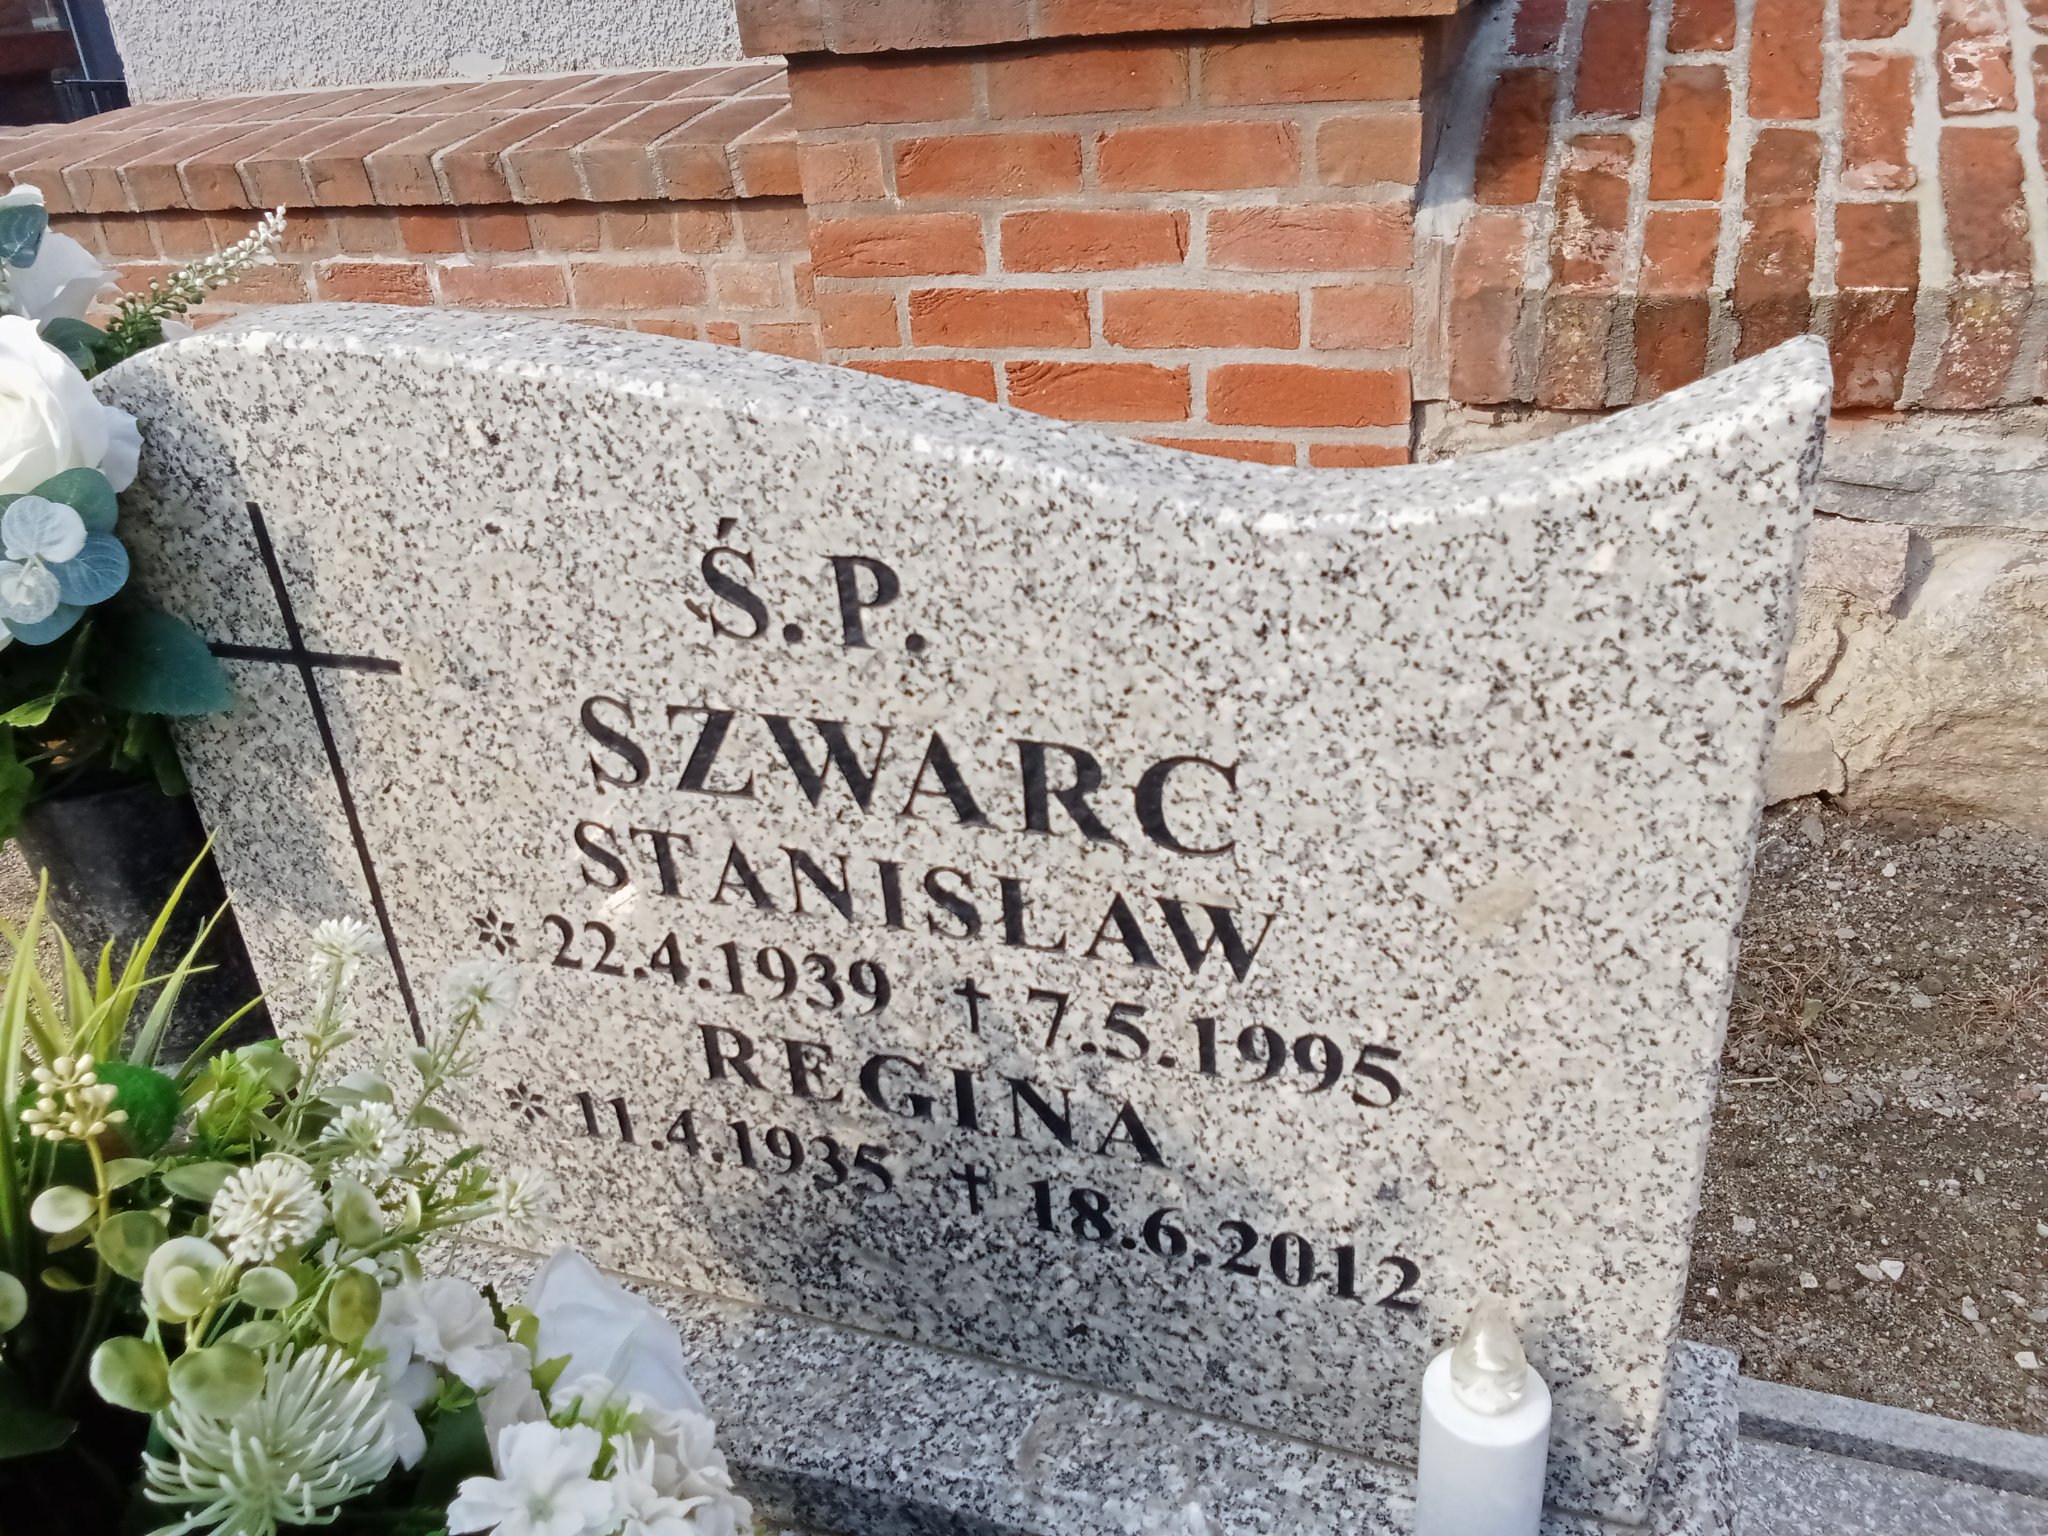 Ś.P.
SZWARC
STANISŁAW
* 22.4.1939 † 7.5.1995
REGINA
* 11.4.1935 † 18.6.2012